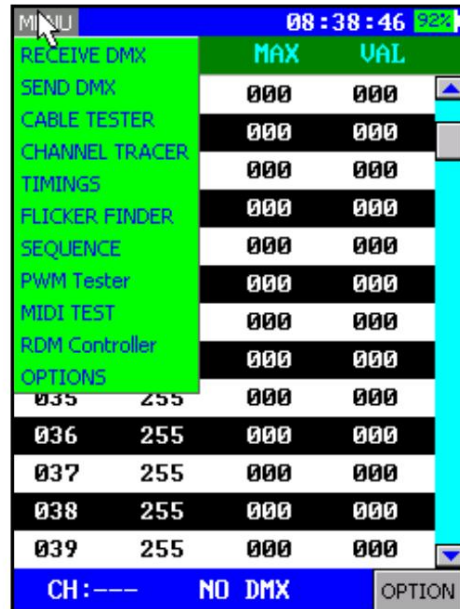 MENU 08:38:46 92%
RECEIVE DMX MAX VAL
SEND DMX 000 000
CABLE TESTER 000 000
CHANNEL TRACER 000 000
TIMINGS 000 000
FLICKER FINDER 000 000
SEQUENCE 000 000
PWM Tester 000 000
MIDI TEST 000 000
RDM Controller 000 000
OPTIONS
035 255 000 000
036 255 000 000
037 255 000 000
038 255 000 000
039 255 000 000
CH:--- NO DMX OPTION